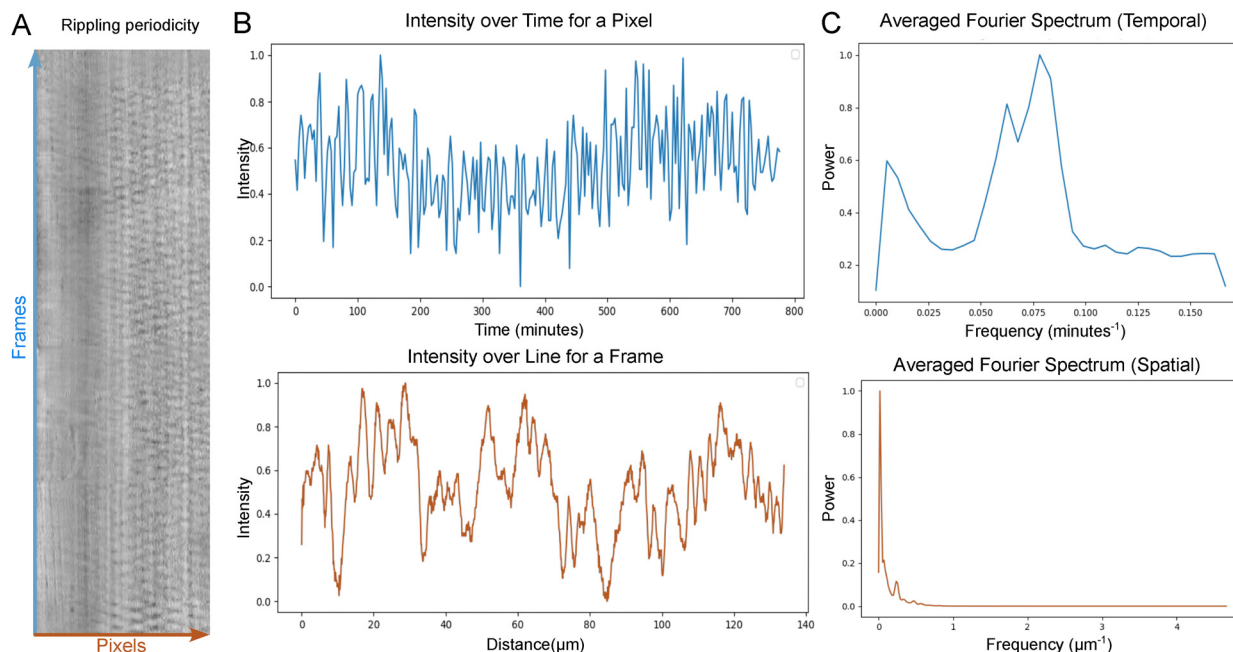 A
Rippling periodicity
Frames
Pixels
B
Intensity over Time for a Pixel
Intensity
1.0
0.8
0.6
0.4
0.2
0.0
0
100
200
300
400
500
600
700
800
Time (minutes)
Intensity over Line for a Frame
Intensity
1.0
0.8
0.6
0.4
0.2
0.0
0
20
40
60
80
100
120
140
Distance(µm)
C
Averaged Fourier Spectrum (Temporal)
Power
1.0
0.8
0.6
0.4
0.2
0.000
0.025
0.050
0.075
0.100
0.125
0.150
Frequency (minutes⁻¹)
Averaged Fourier Spectrum (Spatial)
Power
1.0
0.8
0.6
0.4
0.2
0.0
0
1
2
3
4
Frequency (µm⁻¹)